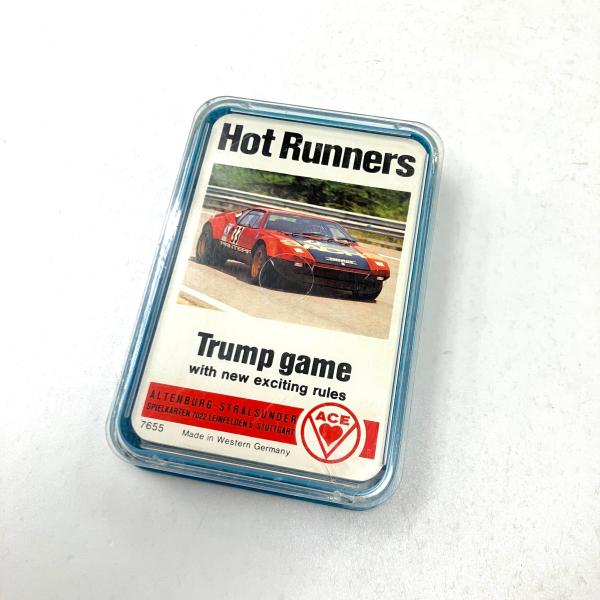 Hot Runners
PANTERA
Trump game
with new exciting rules
ALTENBURG-STRALSUNDER
SPIELKARTEN 7022 LEINFELDEN b. STUTTGART
ACE
7655
Made in Western Germany